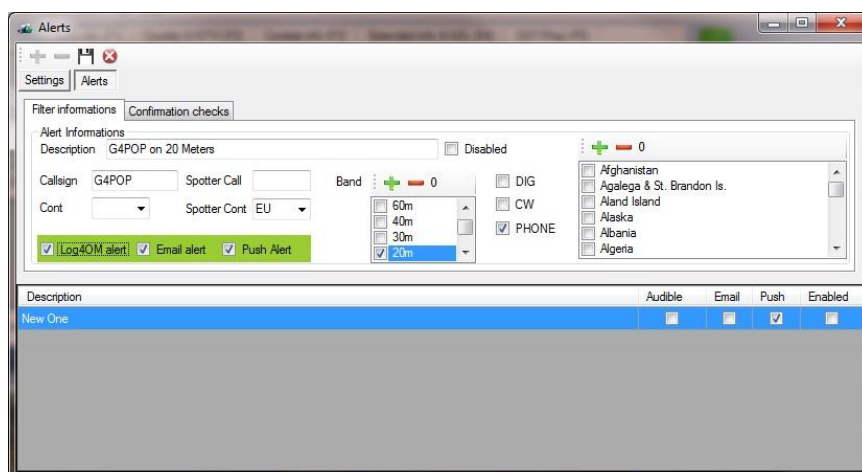 Alerts
Settings Alerts
Filter informations Confirmation checks
Alert Informations
Description G4POP on 20 Meters Disabled
0
Callsign G4POP Spotter Call
Band 0
DIG
CW
PHONE
Cont Spotter Cont EU
60m
40m
30m
20m
Afghanistan
Agalega & St. Brandon Is.
Aland Island
Alaska
Albania
Algeria
Log4OM alert Email alert Push Alert
Description Audible Email Push Enabled
New One